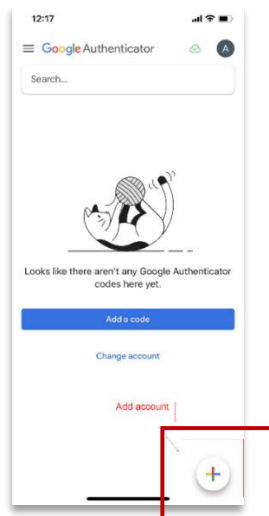 12:17
Google Authenticator
A
Search...
Looks like there aren't any Google Authenticator
codes here yet.
Add a code
Change account
Add account